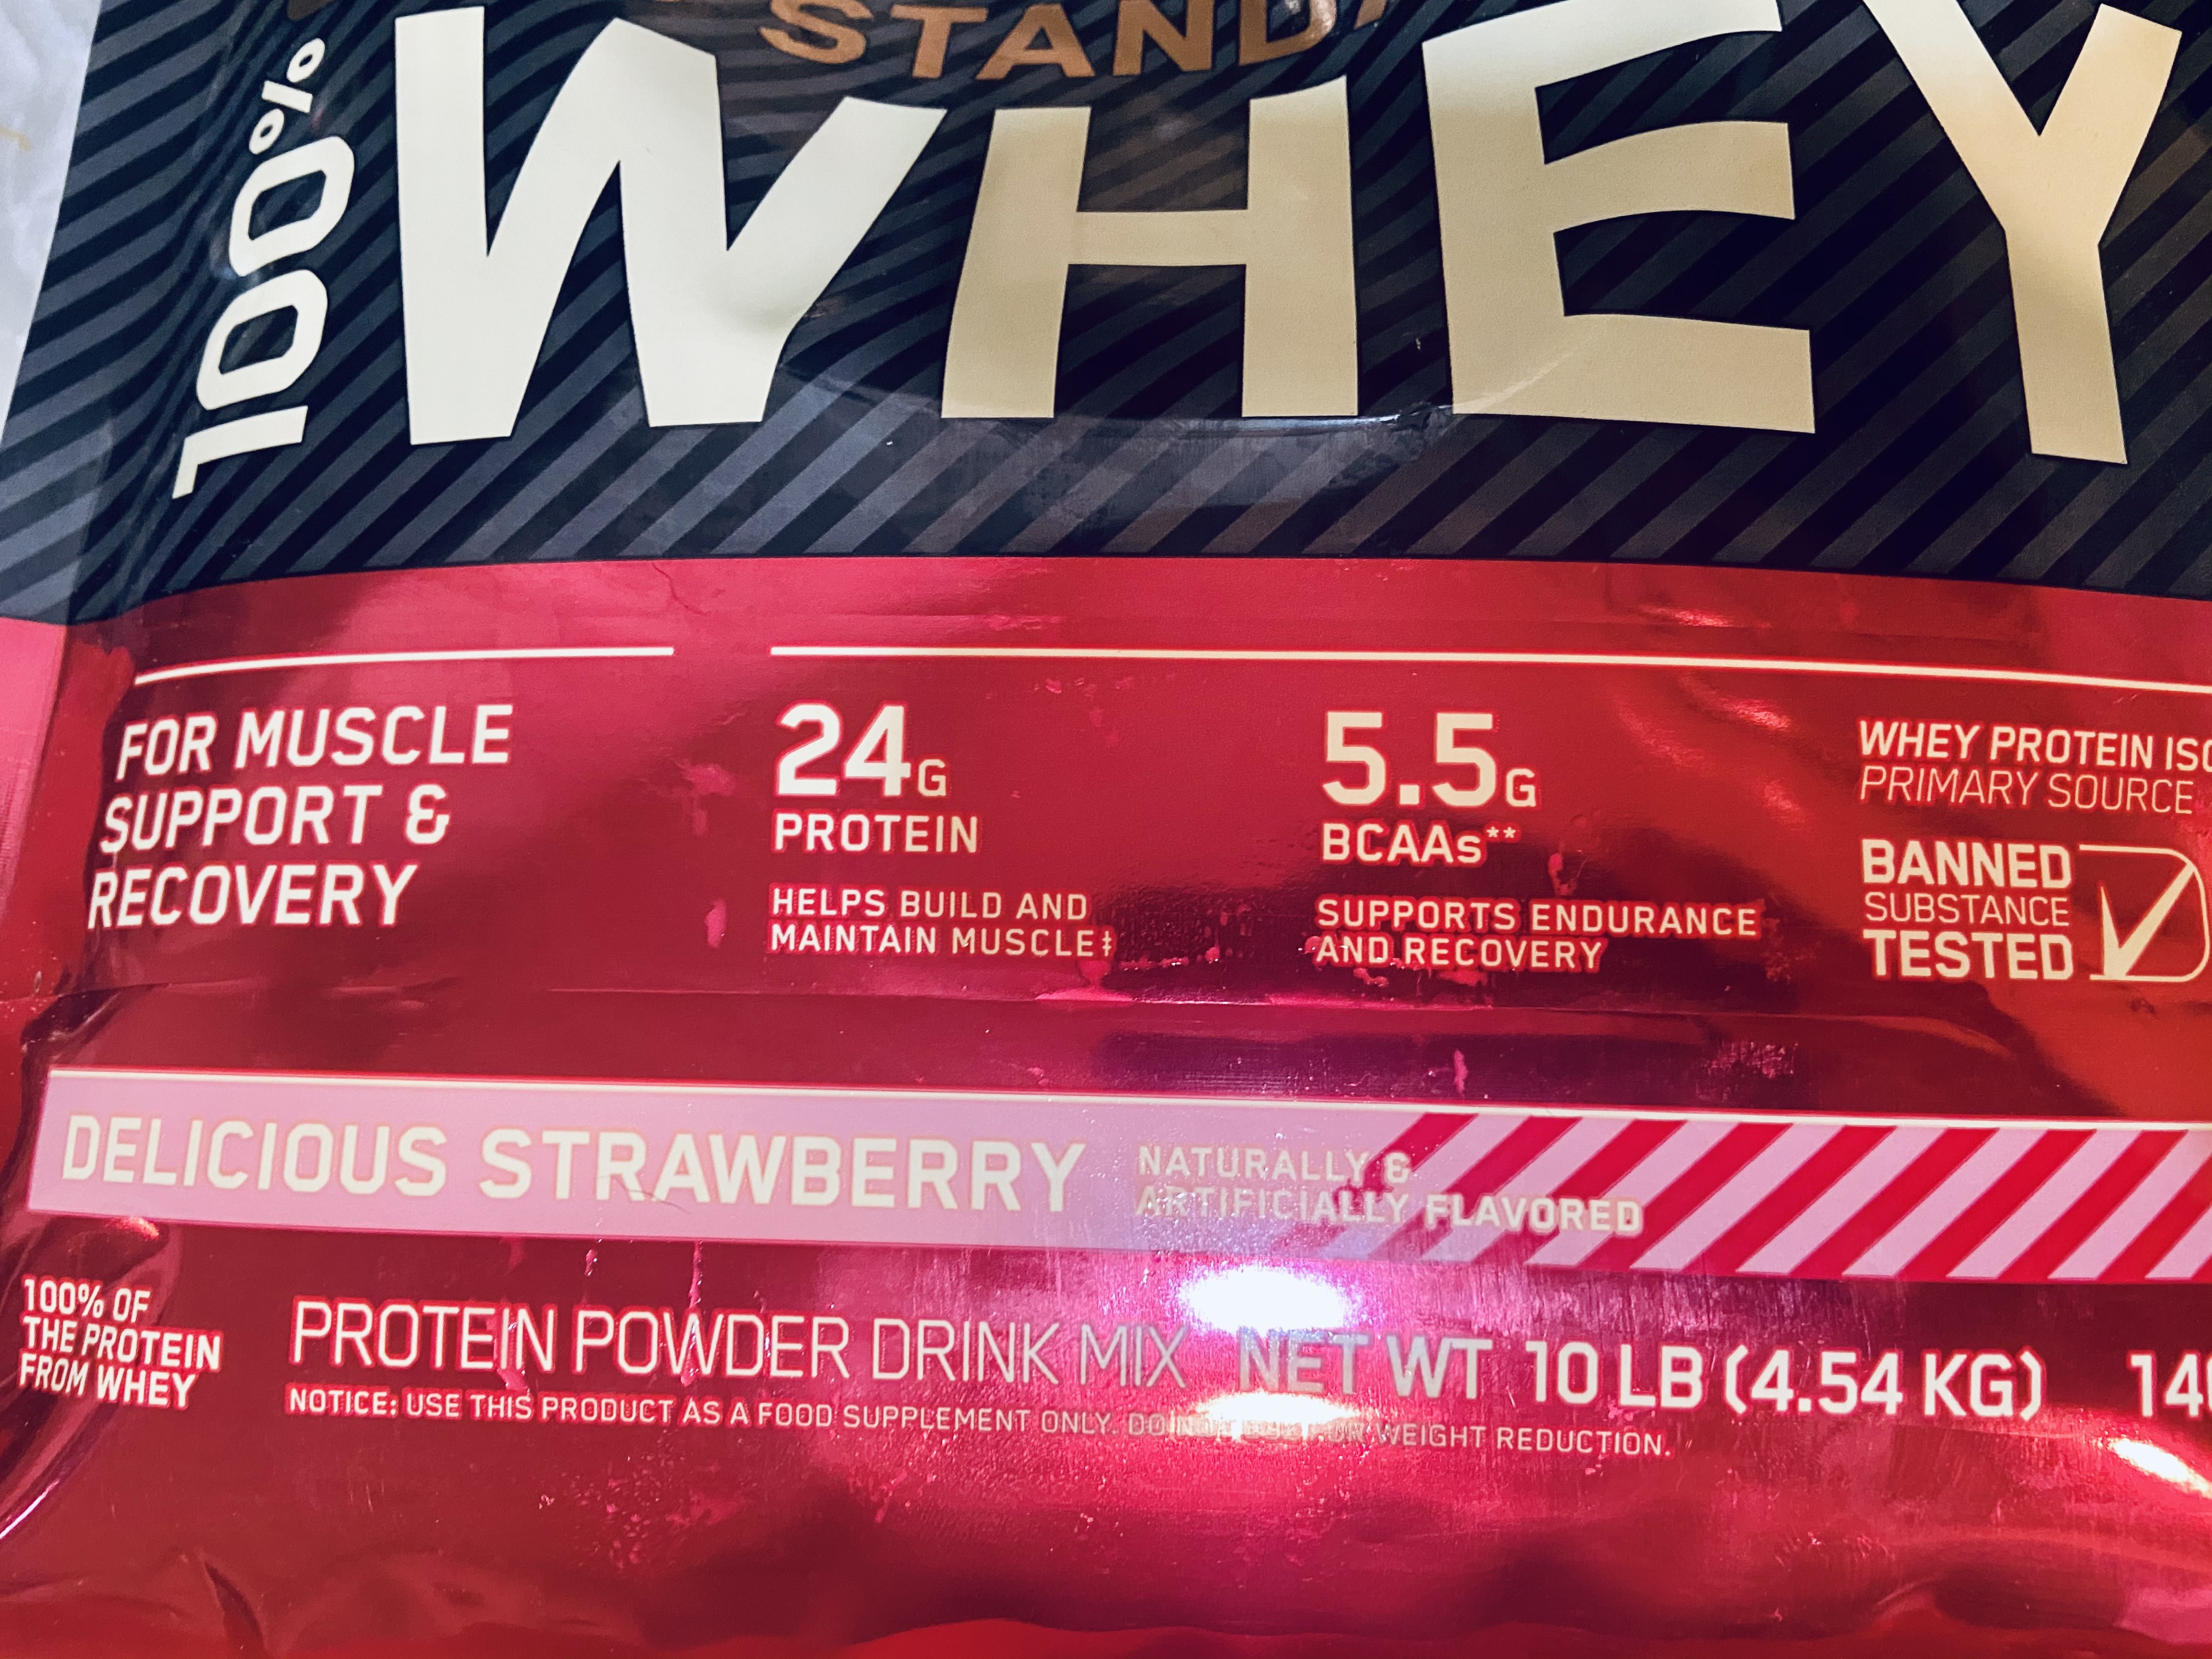 100%
WHEY
FOR MUSCLE
SUPPORT &
RECOVERY
24G
PROTEIN
HELPS BUILD AND
MAINTAIN MUSCLE‡
5.5G
BCAAs**
SUPPORTS ENDURANCE
AND RECOVERY
WHEY PROTEIN
PRIMARY SOURCE
BANNED
SUBSTANCE
TESTED
DELICIOUS STRAWBERRY
NATURALLY &
ARTIFICIALLY FLAVORED
100% OF
THE PROTEIN
FROM WHEY
PROTEIN POWDER DRINK MIX NET WT 10 LB (4.54 KG)
NOTICE: USE THIS PRODUCT AS A FOOD SUPPLEMENT ONLY. DO NOT WEIGHT REDUCTION.